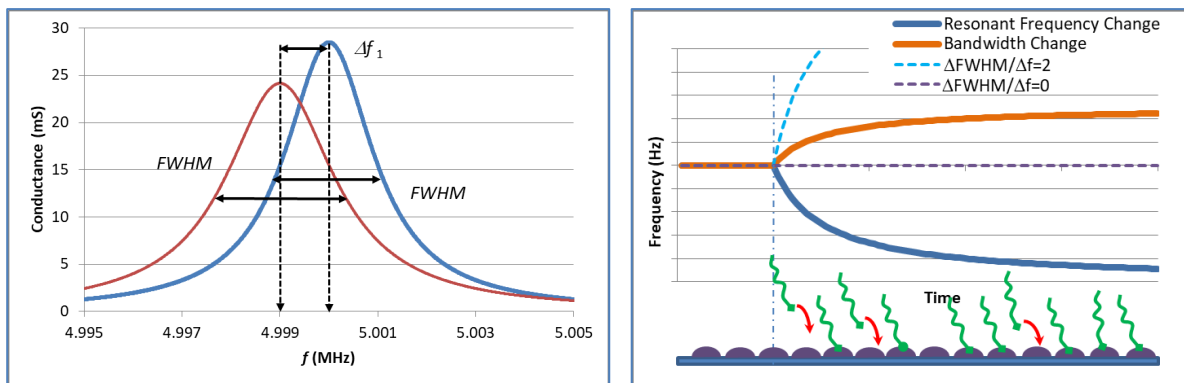 30
25
20
15
10
5
0
Conductance (mS)
Δf 1
FWHM
FWHM
4.995
4.997
4.999
5.001
5.003
5.005
f (MHz)
Resonant Frequency Change
Bandwidth Change
ΔFWHM/Δf=2
ΔFWHM/Δf=0
Frequency (Hz)
Time